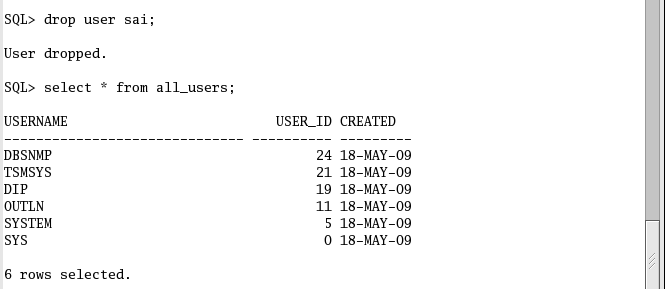 SQL> drop user sai;
User dropped.
SQL> select * from all_users;
USERNAME                          USER_ID CREATED
------------------------------ ---------- ---------
DBSNMP                                 24 18-MAY-09
TSMSYS                                 21 18-MAY-09
DIP                                    19 18-MAY-09
OUTLN                                  11 18-MAY-09
SYSTEM                                  5 18-MAY-09
SYS                                     0 18-MAY-09
6 rows selected.